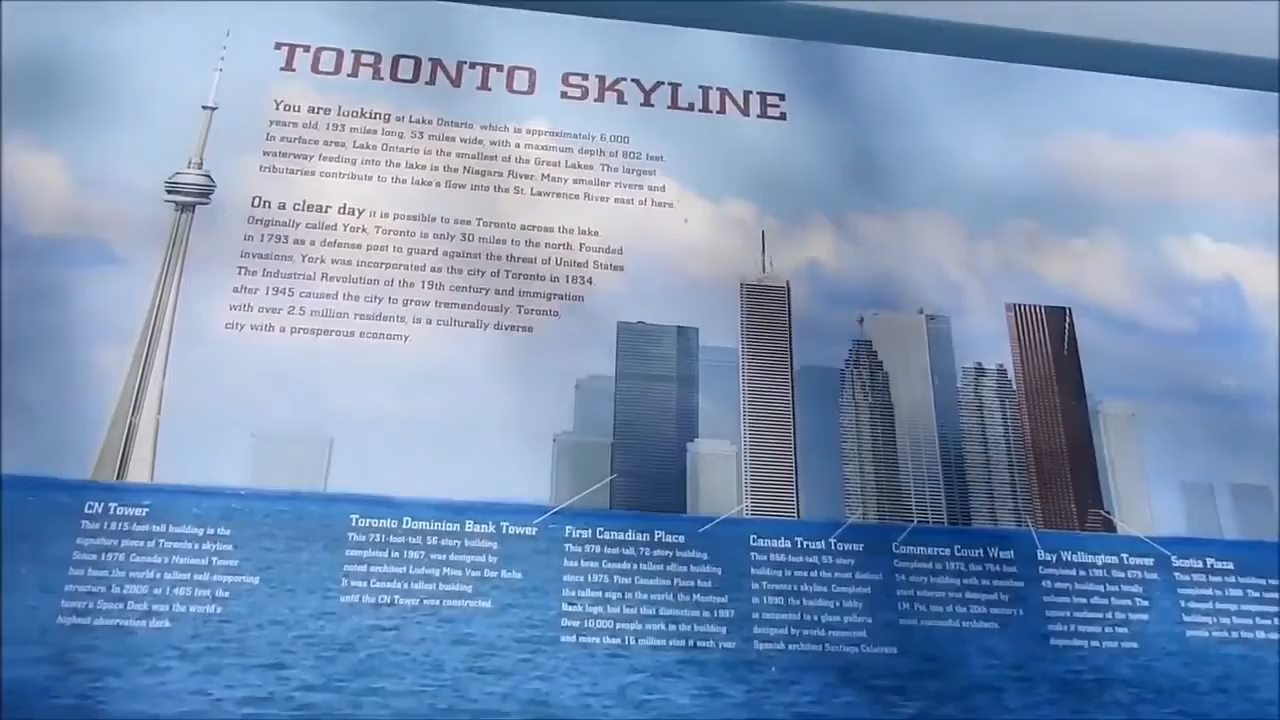 TORONTO SKYLINE
You are looking at Lake Ontario, which is approximately 6,000
years old, 193 miles long, 53 miles wide, with a maximum depth of 802 feet.
In surface area, Lake Ontario is the smallest of the Great Lakes. The largest
waterway feeding into the lake is the Niagara River. Many smaller rivers and
tributaries contribute to the lake's flow into the St. Lawrence River east of here.
On a clear day it is possible to see Toronto across the lake.
Originally called York, Toronto is only 30 miles to the north. Founded
in 1793 as a defense post to guard against the threat of United States
invasions, York was incorporated as the city of Toronto in 1834.
The Industrial Revolution of the 19th century and immigration
after 1945 caused the city to grow tremendously. Toronto,
with over 2.5 million residents, is a culturally diverse
city with a prosperous economy.
CN Tower
This 1,815-foot-tall building is the
signature piece of Toronto's skyline.
Since 1976 Canada's National Tower
has been the world's tallest self-supporting
structure. In 2006 at 1,465 feet, the
tower's Space Deck was the world's
highest observation deck.
Toronto Dominion Bank Tower
This 731-foot-tall, 56-story building,
completed in 1967, was designed by
noted architect Ludwig Mies Van Der Rohe.
It was Canada's tallest building
until the CN Tower was constructed.
First Canadian Place
This 978-foot-tall, 72-story building,
has been Canada's tallest office building
since 1975. First Canadian Place had
the tallest sign in the world, the Montreal
Bank logo, but lost that distinction in 1997.
Over 10,000 people work in the building
and more than 16 million visit it each year.
Canada Trust Tower
This 856-foot-tall, 53-story
building is one of the most distinct
in Toronto's skyline. Completed
in 1990, the building's lobby
is connected to a glass galleria
designed by world renowned
Spanish architect Santiago Calatrava.
Commerce Court West
Completed in 1972, this 784 foot
54 story building with its
was designed by
I.M. Pei, one of the 20th century's
most successful architects.
Bay Wellington Tower
Completed in 1991, this 679 foot
49 story building has
columns The
square of the tower
make it appear as two
depending on your view.
Scotia Plaza
This 902 foot tall building
completed in 1988. The
V-shaped design
building's top floors
people work at this